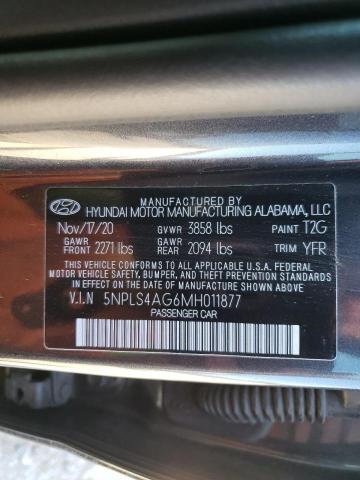 MANUFACTURED BY
HYUNDAI MOTOR MANUFACTURING ALABAMA, LLC
Nov/17/20 GVWR 3858 lbs PAINT T2G
GAWR FRONT 2271 lbs GAWR REAR 2094 lbs TRIM YFR
THIS VEHICLE CONFORMS TO ALL APPLICABLE U.S.A. FEDERAL
MOTOR VEHICLE SAFETY, BUMPER, AND THEFT PREVENTION
STANDARDS IN EFFECT ON THE DATE OF MANUFACTURE SHOWN ABOVE.
V.I.N 5NPLS4AG6MH011877
PASSENGER CAR